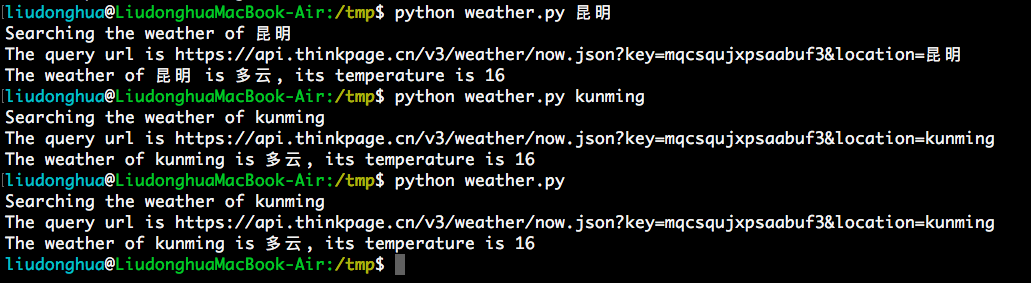 liudonghua@LiudonghuaMacBook-Air:/tmp$ python weather.py 昆明
Searching the weather of 昆明
The query url is https://api.thinkpage.cn/v3/weather/now.json?key=mqcsqujxpsaabuf3&location=昆明
The weather of 昆明 is 多云, its temperature is 16
liudonghua@LiudonghuaMacBook-Air:/tmp$ python weather.py kunming
Searching the weather of kunming
The query url is https://api.thinkpage.cn/v3/weather/now.json?key=mqcsqujxpsaabuf3&location=kunming
The weather of kunming is 多云, its temperature is 16
liudonghua@LiudonghuaMacBook-Air:/tmp$ python weather.py
Searching the weather of kunming
The query url is https://api.thinkpage.cn/v3/weather/now.json?key=mqcsqujxpsaabuf3&location=kunming
The weather of kunming is 多云, its temperature is 16
liudonghua@LiudonghuaMacBook-Air:/tmp$